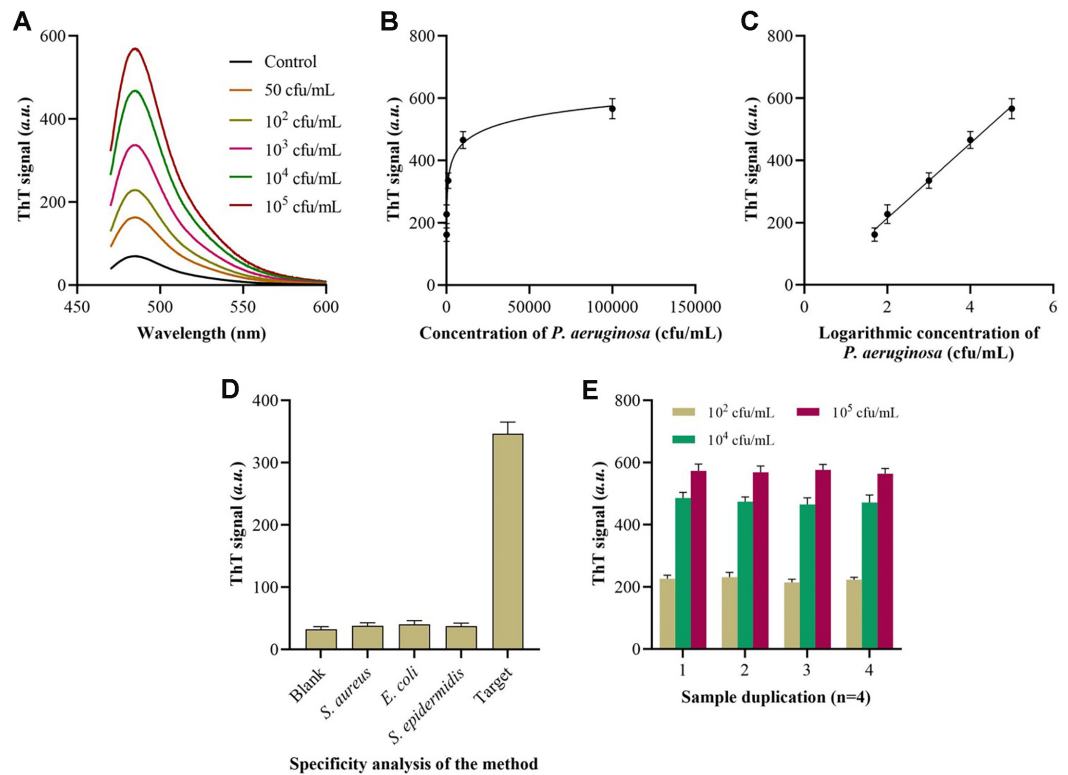 A
600
400
200
0
450
500
550
600
ThT signal (a.u.)
Wavelength (nm)
Control
50 cfu/mL
10² cfu/mL
10³ cfu/mL
10⁴ cfu/mL
10⁵ cfu/mL
B
800
600
400
200
0
0
50000
100000
150000
ThT signal (a.u.)
Concentration of P. aeruginosa (cfu/mL)
C
800
600
400
200
0
0
2
4
6
ThT signal (a.u.)
Logarithmic concentration of
P. aeruginosa (cfu/mL)
D
400
300
200
100
0
ThT signal (a.u.)
Blank
S. aureus
E. coli
S. epidermidis
Target
Specificity analysis of the method
E
800
600
400
200
0
ThT signal (a.u.)
10² cfu/mL
10⁵ cfu/mL
10⁴ cfu/mL
1
2
3
4
Sample duplication (n=4)